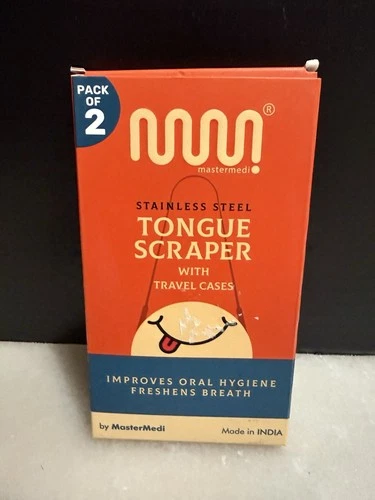 PACK
OF
2
®
mastermedi
STAINLESS STEEL
TONGUE
SCRAPER
WITH
TRAVEL CASES
IMPROVES ORAL HYGIENE
FRESHENS BREATH
by MasterMedi
Made in INDIA